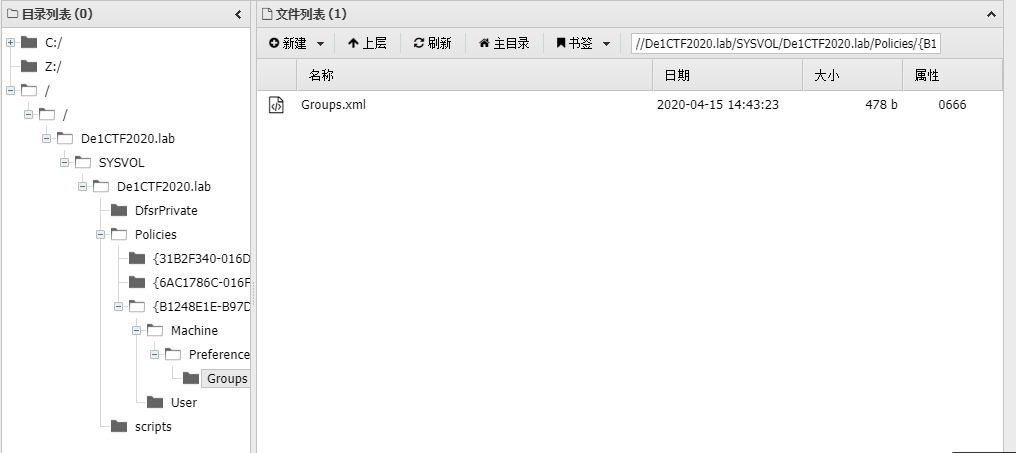 目录列表 (0)
C:/
Z:/
/
/
De1CTF2020.lab
SYSVOL
De1CTF2020.lab
DfsrPrivate
Policies
{31B2F340-016D
{6AC1786C-016F
{B1248E1E-B97D
Machine
Preference
Groups
User
scripts
文件列表 (1)
新建 上层 刷新 主目录 书签 //De1CTF2020.lab/SYSVOL/De1CTF2020.lab/Policies/{B1
名称 日期 大小 属性
Groups.xml 2020-04-15 14:43:23 478 b 0666